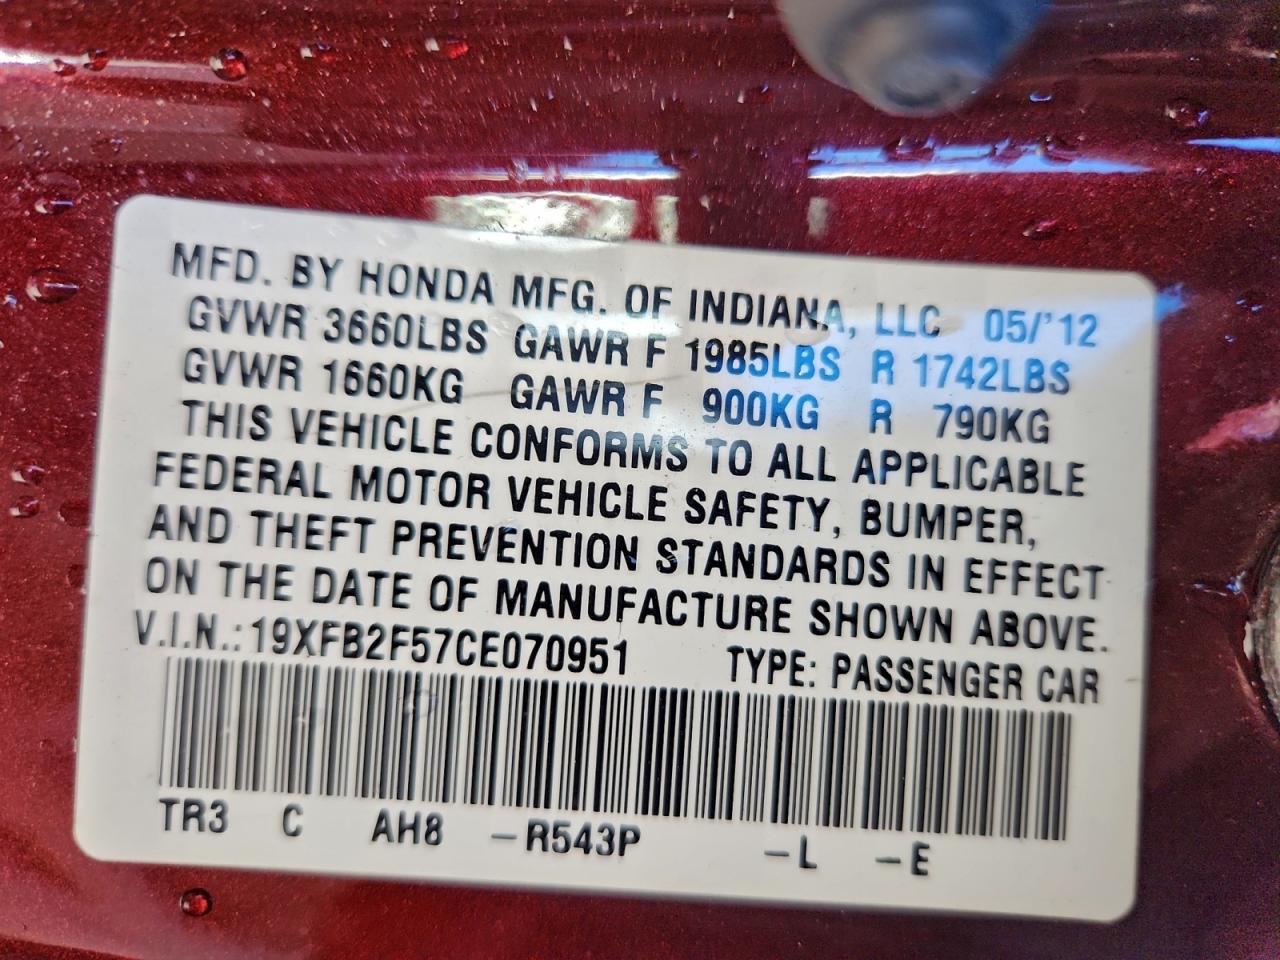 MFD. BY HONDA MFG. OF INDIANA, LLC 05/'12
GVWR 3660LBS GAWR F 1985LBS R 1742LBS
GVWR 1660KG GAWR F 900KG R 790KG
THIS VEHICLE CONFORMS TO ALL APPLICABLE
FEDERAL MOTOR VEHICLE SAFETY, BUMPER,
AND THEFT PREVENTION STANDARDS IN EFFECT
ON THE DATE OF MANUFACTURE SHOWN ABOVE.
V.I.N.: 19XFB2F57CE070951 TYPE: PASSENGER CAR
TR3 C AH8 -R543P -L -E